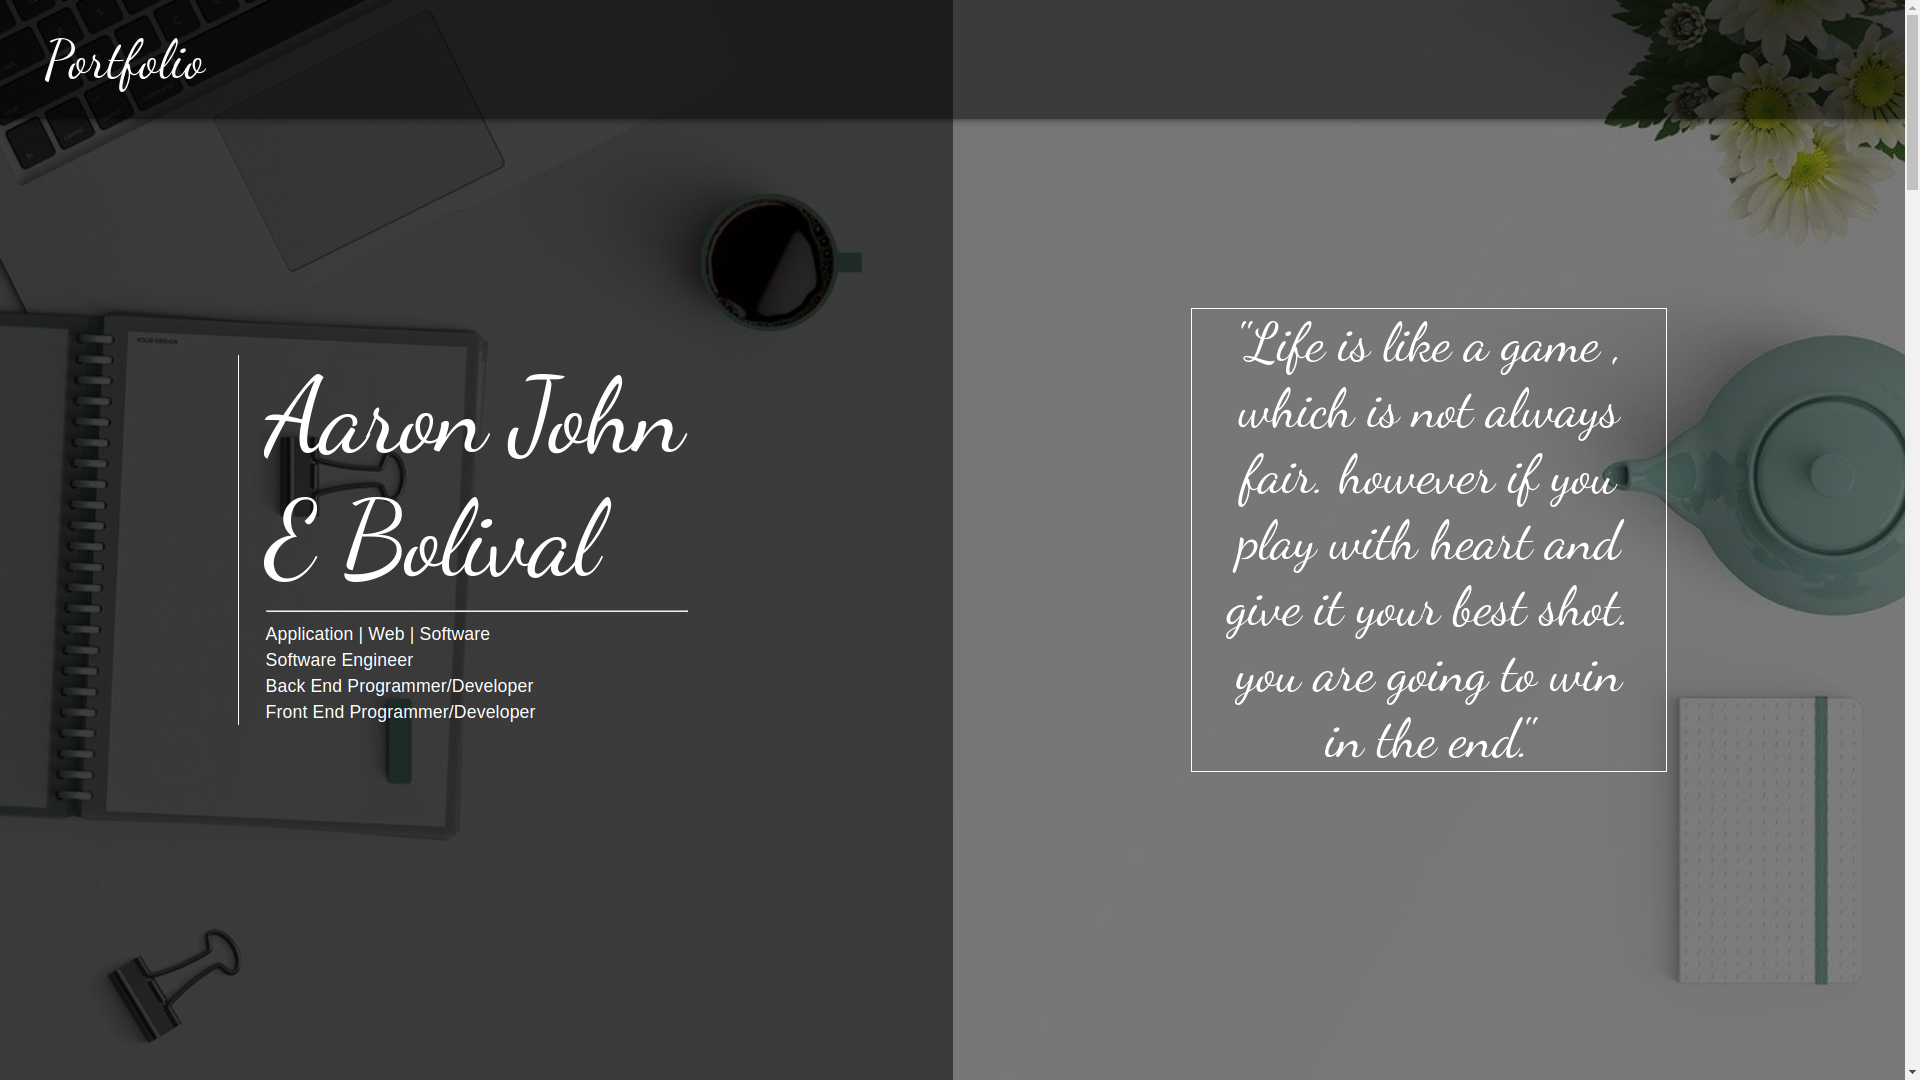 Portfolio
YOUR DESIGN
Aaron John
E Bolival
Application | Web | Software
Software Engineer
Back End Programmer/Developer
Front End Programmer/Developer
"Life is like a game ,
which is not always
fair. however if you
play with heart and
give it your best shot.
you are going to win
in the end."